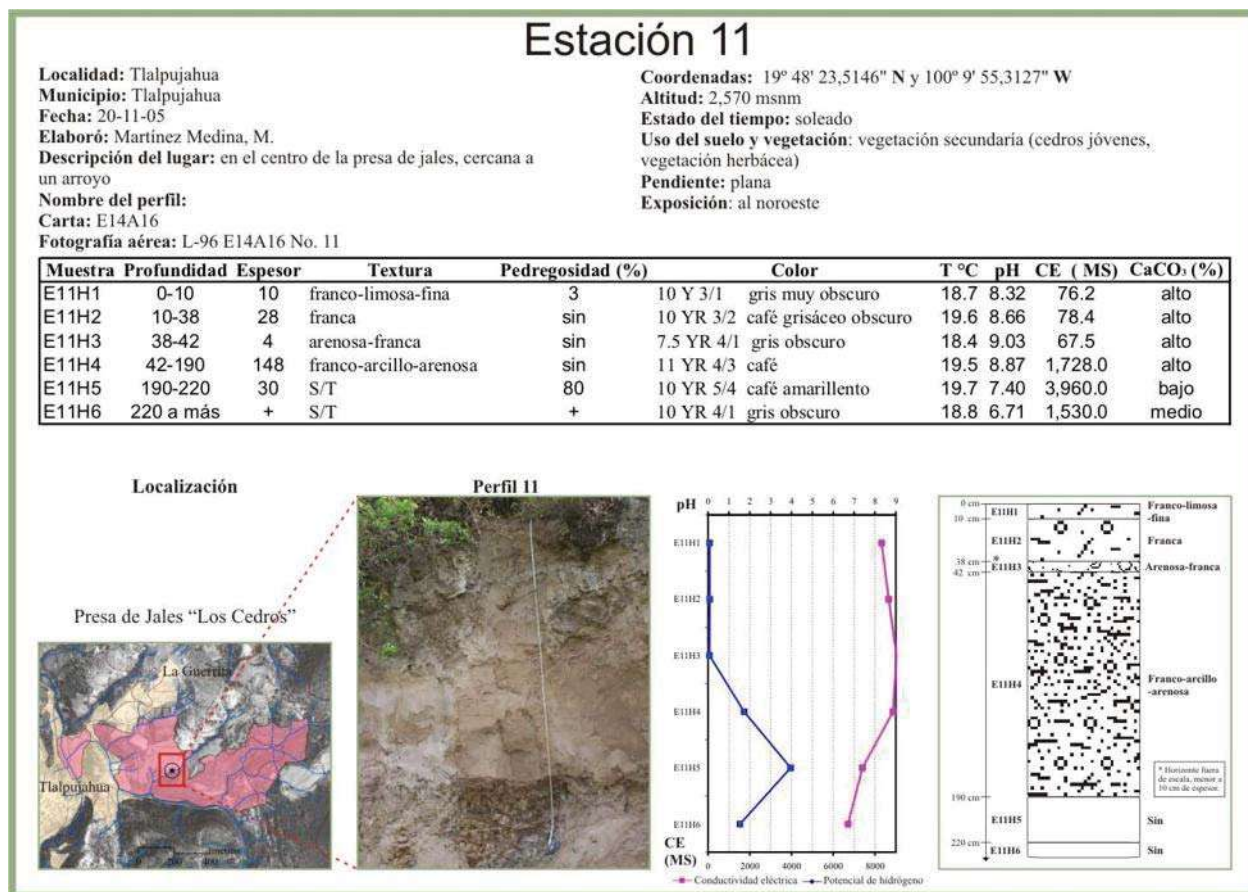 Estación 11
Localidad: Tlalpujahua
Municipio: Tlalpujahua
Fecha: 20-11-05
Elaboró: Martínez Medina, M.
Descripción del lugar: en el centro de la presa de jales, cercana a
un arroyo
Nombre del perfil:
Carta: E14A16
Fotografía aérea: L-96 E14A16 No. 11
Coordenadas: 19º 48' 23,5146" N y 100º 9' 55,3127" W
Altitud: 2,570 msnm
Estado del tiempo: soleado
Uso del suelo y vegetación: vegetación secundaría (cedros jóvenes,
vegetación herbácea)
Pendiente: plana
Exposición: al noroeste
Muestra Profundidad Espesor Textura Pedregosidad (%) Color T °C pH CE ( MS) CaCO₃ (%)
E11H1 0-10 10 franco-limosa-fina 3 10 Y 3/1 gris muy obscuro 18.7 8.32 76.2 alto
E11H2 10-38 28 franca sin 10 YR 3/2 café grisáceo obscuro 19.6 8.66 78.4 alto
E11H3 38-42 4 arenosa-franca sin 7.5 YR 4/1 gris obscuro 18.4 9.03 67.5 alto
E11H4 42-190 148 franco-arcillo-arenosa sin 11 YR 4/3 café 19.5 8.87 1,728.0 alto
E11H5 190-220 30 S/T 80 10 YR 5/4 café amarillento 19.7 7.40 3,960.0 bajo
E11H6 220 a más + S/T + 10 YR 4/1 gris obscuro 18.8 6.71 1,530.0 medio
Localización
Presa de Jales “Los Cedros”
La Guerrita
Tlalpujahua
0 200 400
Perfil 11
pH 0 1 2 3 4 5 6 7 8 9
E11H1
E11H2
E11H3
E11H4
E11H5
E11H6
CE
(MS) 0 2000 4000 6000 8000
Conductividad eléctrica Potencial de hidrógeno
0 cm
E11H1 Franco-limosa
-fina
10 cm
E11H2 Franca
38 cm
*
E11H3 Arenosa-franca
42 cm
E11H4 Franco-arcillo
-arenosa
* Horizonte fuera
de escala, menor a
10 cm de espesor.
190 cm
E11H5 Sin
220 cm
E11H6 Sin